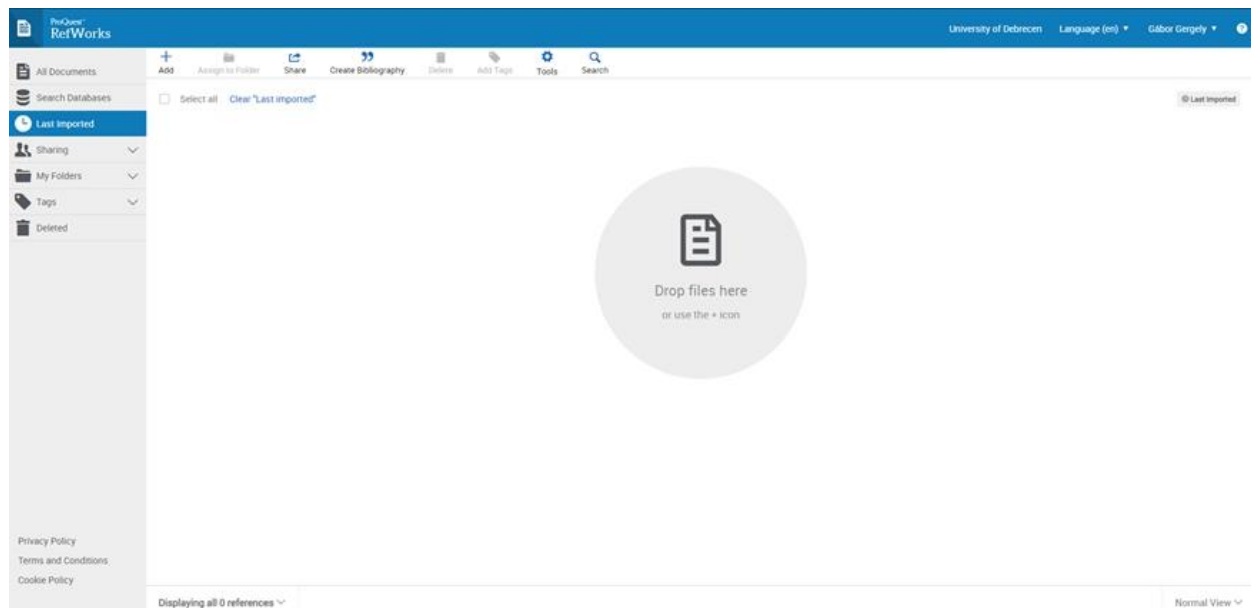 ProQuest®
RefWorks
University of Debrecen Language (en) Gábor Gergely
All Documents
Search Databases
Last Imported
Sharing
My Folders
Tags
Deleted
Add Assign to Folder Share Create Bibliography Delete Add Tags Tools Search
Select all Clear "Last imported"
Last Imported
Drop files here
or use the + icon
Privacy Policy
Terms and Conditions
Cookie Policy
Displaying all 0 references
Normal View